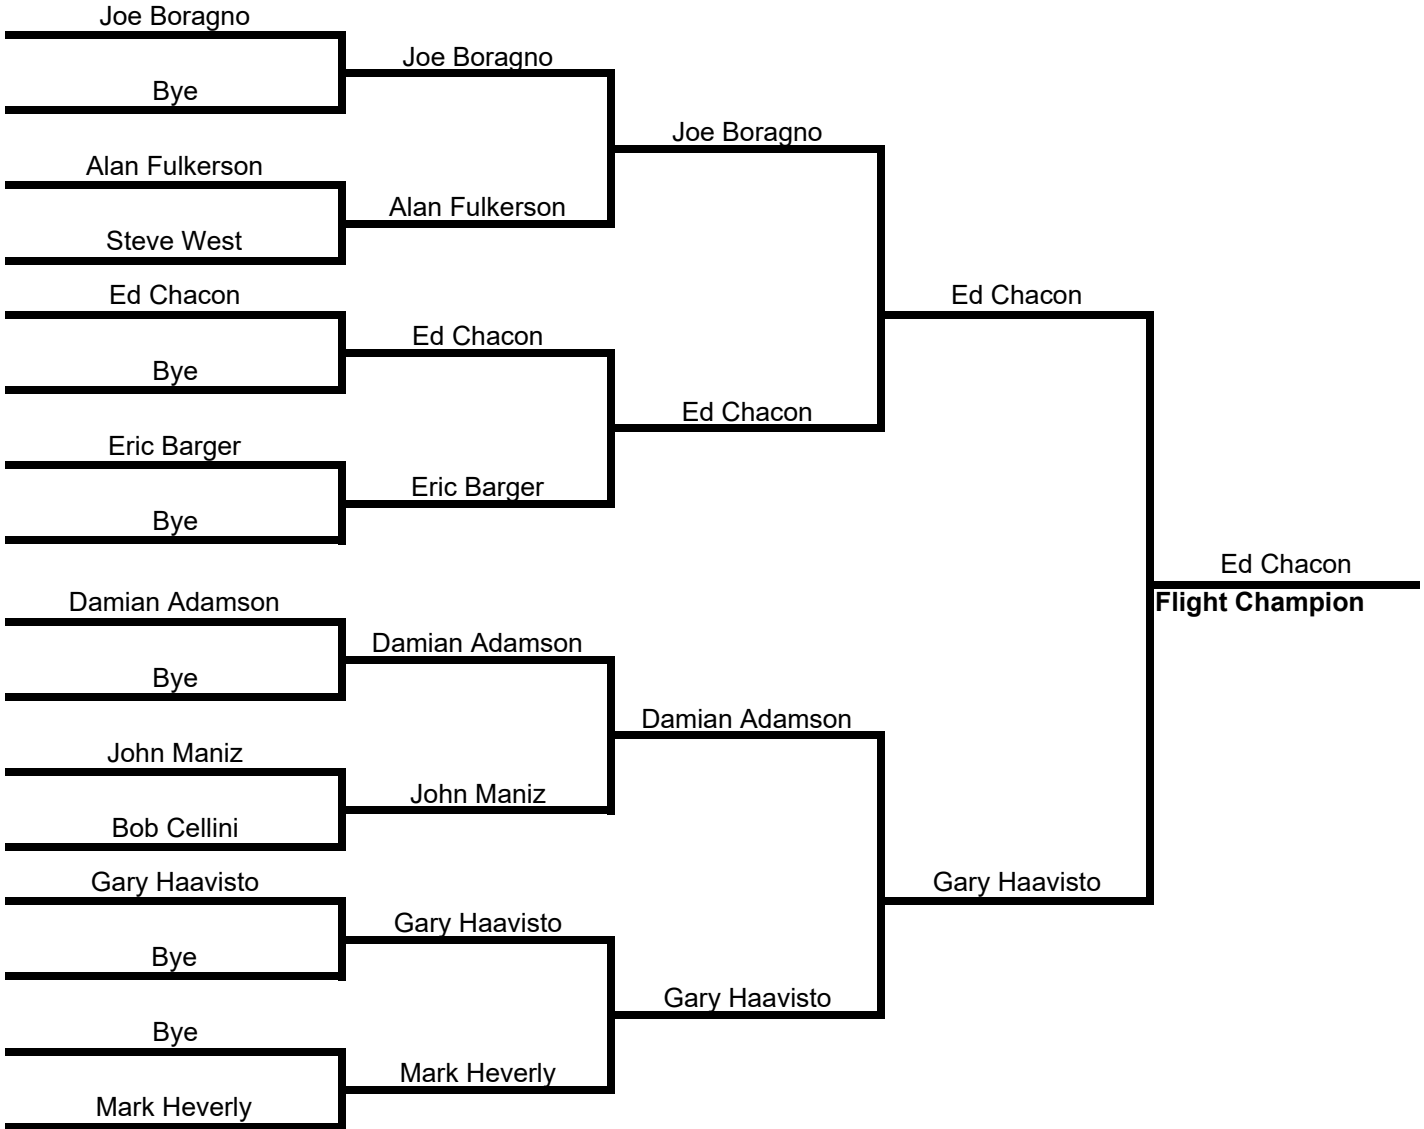 Joe Boragno
Bye
Alan Fulkerson
Steve West
Ed Chacon
Bye
Eric Barger
Bye
Damian Adamson
Bye
John Maniz
Bob Cellini
Gary Haavisto
Bye
Bye
Mark Heverly
Joe Boragno
Alan Fulkerson
Ed Chacon
Eric Barger
Damian Adamson
John Maniz
Gary Haavisto
Mark Heverly
Joe Boragno
Ed Chacon
Damian Adamson
Gary Haavisto
Ed Chacon
Gary Haavisto
Ed Chacon
Flight Champion